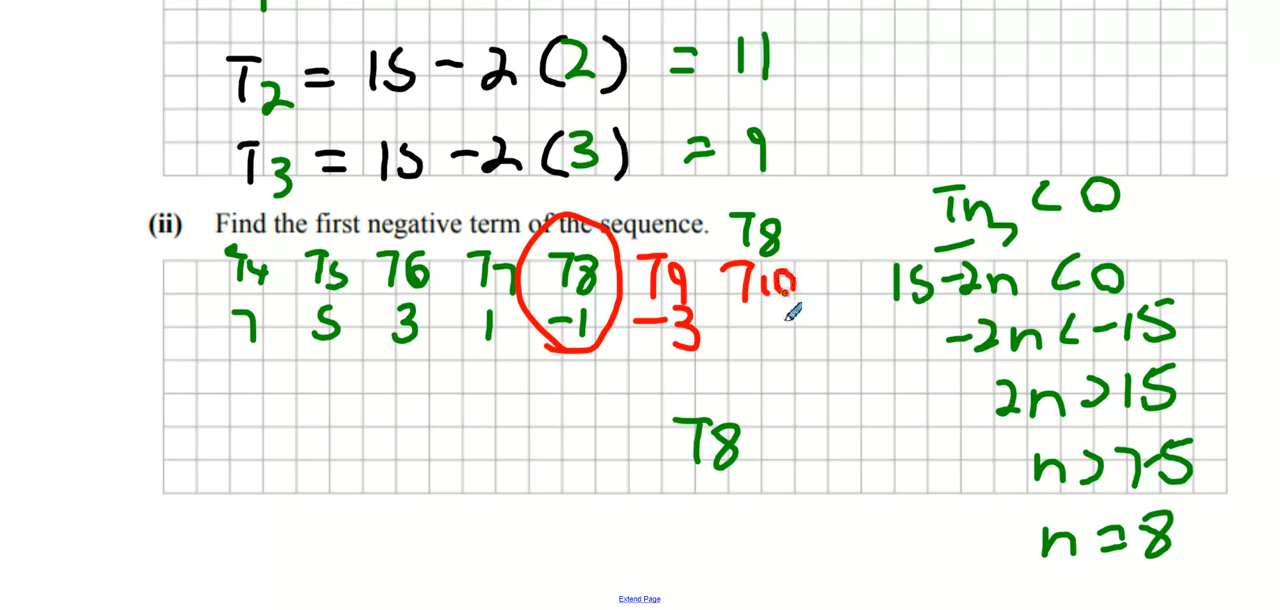 T2 = 15 - 2 (2) = 11
T3 = 15 - 2 (3) = 9
(ii) Find the first negative term of the sequence.
T8
T4 T5 T6 T7 T8 T9 T10
7 5 3 1 -1 -3
T8
Tn < 0
15-2n < 0
-2n < -15
2n > 15
n > 7.5
n = 8
Extend Page